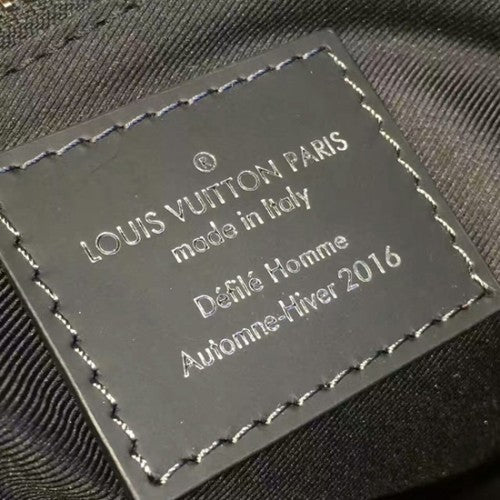 ®
LOUIS VUITTON PARIS
made in Italy
Défilé Homme
Automne-Hiver 2016